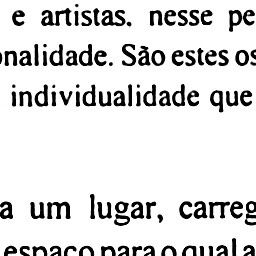 e artistas. nesse pe
onalidade. São estes os
individualidade que
a um lugar, carreg
espaço para o qual a